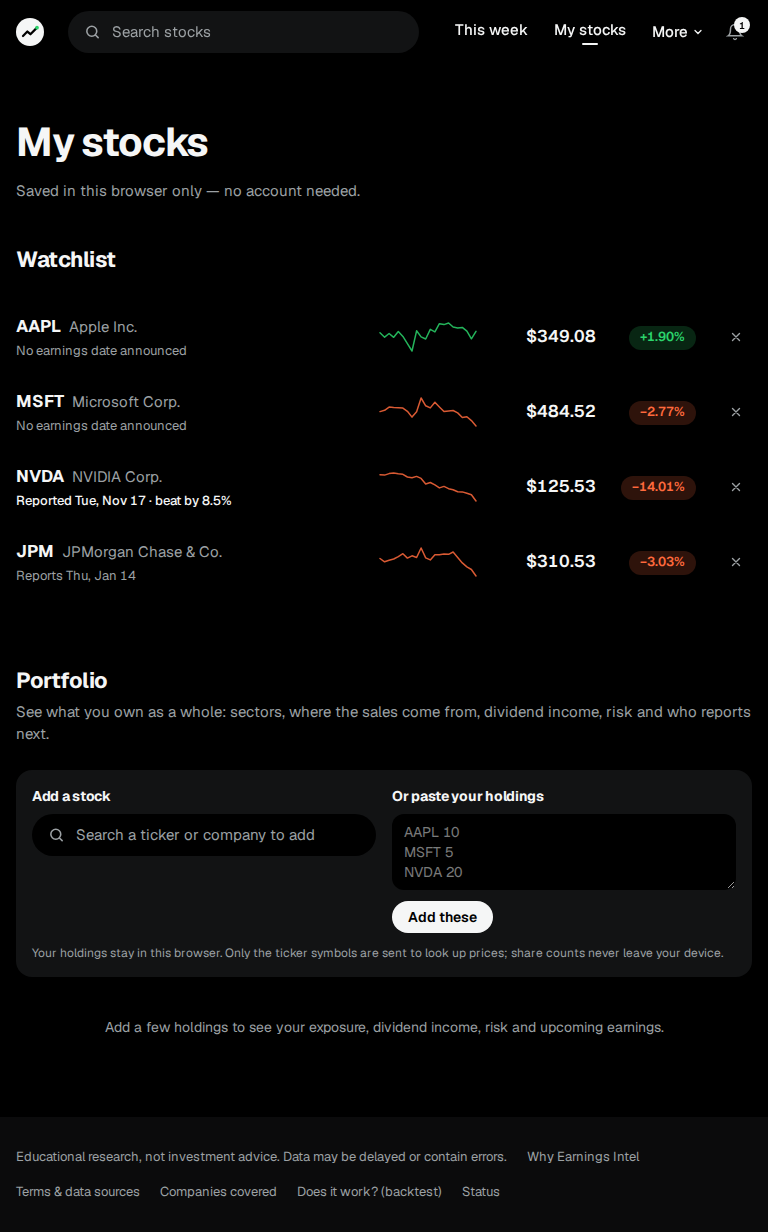 Search stocks
This week
My stocks
More
1
My stocks
Saved in this browser only — no account needed.
Watchlist
AAPL Apple Inc.
No earnings date announced
$349.08
+1.90%
MSFT Microsoft Corp.
No earnings date announced
$484.52
−2.77%
NVDA NVIDIA Corp.
Reported Tue, Nov 17 · beat by 8.5%
$125.53
−14.01%
JPM JPMorgan Chase & Co.
Reports Thu, Jan 14
$310.53
−3.03%
Portfolio
See what you own as a whole: sectors, where the sales come from, dividend income, risk and who reports
next.
Add a stock
Search a ticker or company to add
Or paste your holdings
AAPL 10
MSFT 5
NVDA 20
Add these
Your holdings stay in this browser. Only the ticker symbols are sent to look up prices; share counts never leave your device.
Add a few holdings to see your exposure, dividend income, risk and upcoming earnings.
Educational research, not investment advice. Data may be delayed or contain errors. Why Earnings Intel
Terms & data sources Companies covered Does it work? (backtest) Status